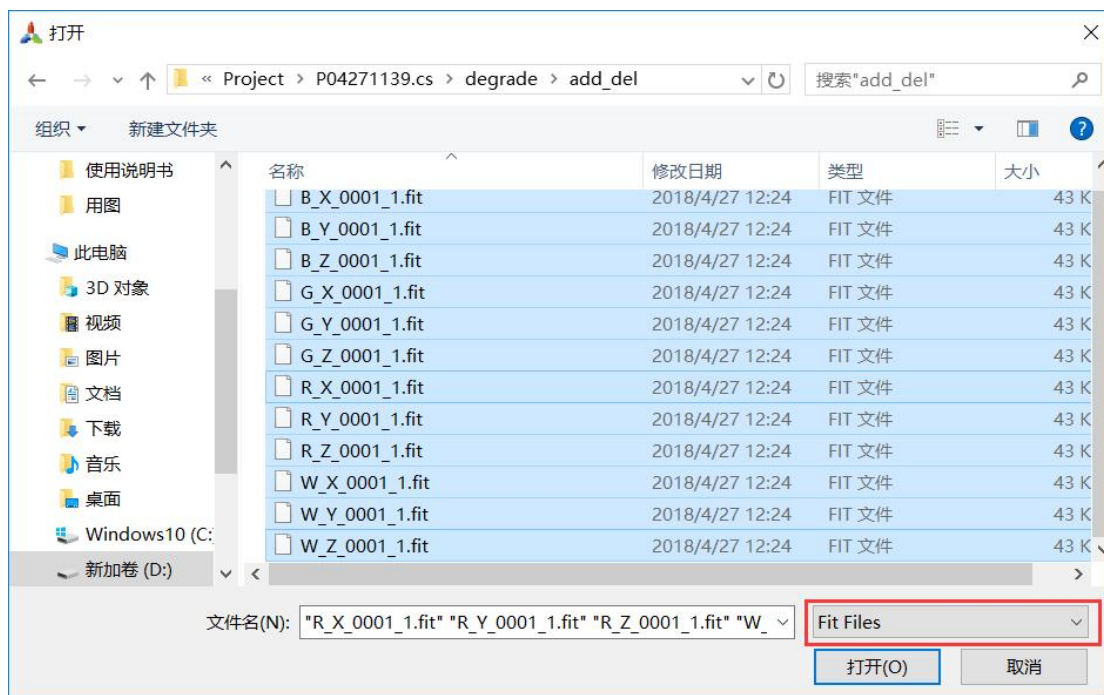 打开
« Project > P04271139.cs > degrade > add_del
搜索"add_del"
组织 新建文件夹
使用说明书
用图
此电脑
3D 对象
视频
图片
文档
下载
音乐
桌面
Windows10 (C:
新加卷 (D:)
名称 修改日期 类型 大小
B_X_0001_1.fit 2018/4/27 12:24 FIT 文件 43 K
B_Y_0001_1.fit 2018/4/27 12:24 FIT 文件 43 K
B_Z_0001_1.fit 2018/4/27 12:24 FIT 文件 43 K
G_X_0001_1.fit 2018/4/27 12:24 FIT 文件 43 K
G_Y_0001_1.fit 2018/4/27 12:24 FIT 文件 43 K
G_Z_0001_1.fit 2018/4/27 12:24 FIT 文件 43 K
R_X_0001_1.fit 2018/4/27 12:24 FIT 文件 43 K
R_Y_0001_1.fit 2018/4/27 12:24 FIT 文件 43 K
R_Z_0001_1.fit 2018/4/27 12:24 FIT 文件 43 K
W_X_0001_1.fit 2018/4/27 12:24 FIT 文件 43 K
W_Y_0001_1.fit 2018/4/27 12:24 FIT 文件 43 K
W_Z_0001_1.fit 2018/4/27 12:24 FIT 文件 43 K
文件名(N): "R_X_0001_1.fit" "R_Y_0001_1.fit" "R_Z_0001_1.fit" "W_ Fit Files
打开(O) 取消